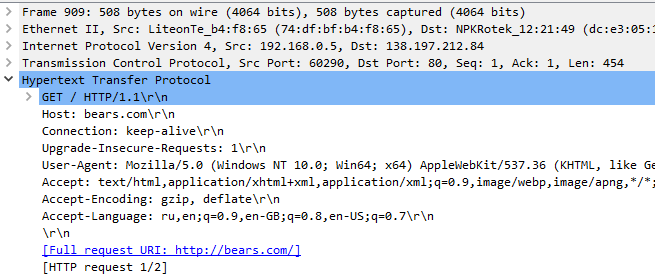 Frame 909: 508 bytes on wire (4064 bits), 508 bytes captured (4064 bits)
Ethernet II, Src: LiteonTe_b4:f8:65 (74:df:bf:b4:f8:65), Dst: NPKRotek_12:21:49 (dc:e3:05:1
Internet Protocol Version 4, Src: 192.168.0.5, Dst: 138.197.212.84
Transmission Control Protocol, Src Port: 60290, Dst Port: 80, Seq: 1, Ack: 1, Len: 454
Hypertext Transfer Protocol
GET / HTTP/1.1\r\n
Host: bears.com\r\n
Connection: keep-alive\r\n
Upgrade-Insecure-Requests: 1\r\n
User-Agent: Mozilla/5.0 (Windows NT 10.0; Win64; x64) AppleWebKit/537.36 (KHTML, like Ge
Accept: text/html,application/xhtml+xml,application/xml;q=0.9,image/webp,image/apng,*/*;
Accept-Encoding: gzip, deflate\r\n
Accept-Language: ru,en;q=0.9,en-GB;q=0.8,en-US;q=0.7\r\n
\r\n
[Full request URI: http://bears.com/]
[HTTP request 1/2]